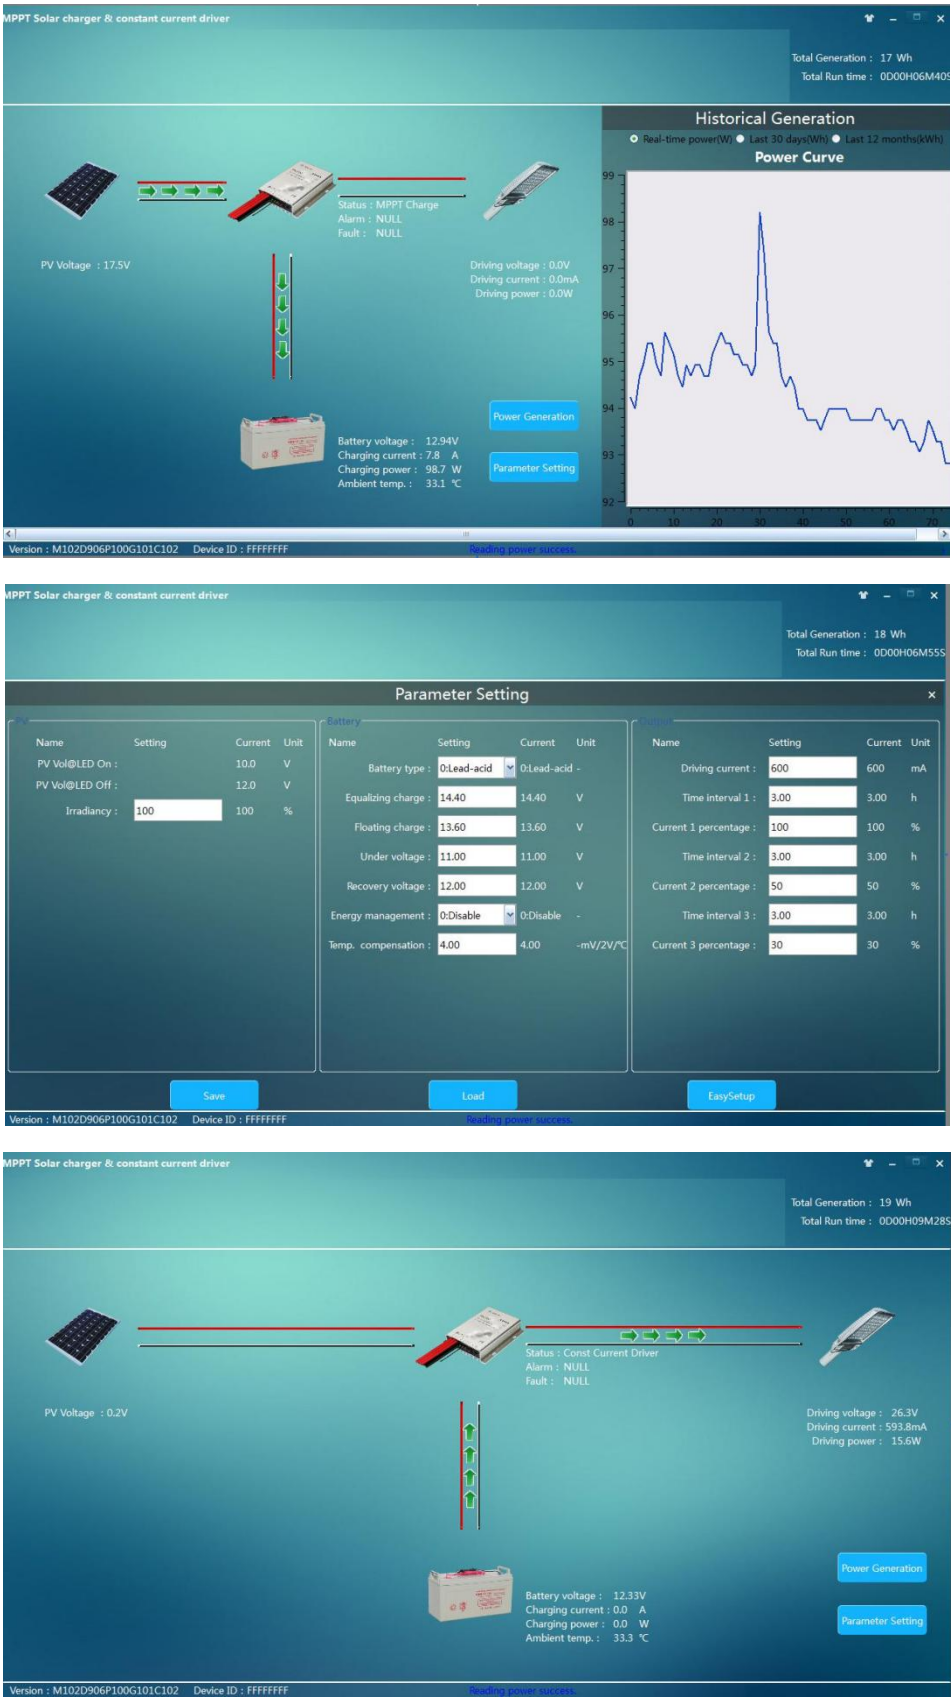 MPPT Solar charger & constant current driver
Total Generation : 17 Wh
Total Run time : 0D00H06M40S
Historical Generation
Real-time power(W) Last 30 days(Wh) Last 12 months(kWh)
Power Curve
99
98
97
96
95
94
93
92
0 10 20 30 40 50 60 70
Status : MPPT Charge
Alarm : NULL
Fault : NULL
PV Voltage : 17.5V
Driving voltage : 0.0V
Driving current : 0.0mA
Driving power : 0.0W
Power Generation
Parameter Setting
Battery voltage : 12.94V
Charging current : 7.8 A
Charging power : 98.7 W
Ambient temp. : 33.1 ℃
Version : M102D906P100G101C102 Device ID : FFFFFFFF Reading power success.
MPPT Solar charger & constant current driver
Total Generation : 18 Wh
Total Run time : 0D00H06M55S
Parameter Setting
PV
Name Setting Current Unit
PV Vol@LED On : 10.0 V
PV Vol@LED Off : 12.0 V
Irradiancy : 100 100 %
Battery
Name Setting Current Unit
Battery type : 0:Lead-acid 0:Lead-acid -
Equalizing charge : 14.40 14.40 V
Floating charge : 13.60 13.60 V
Under voltage : 11.00 11.00 V
Recovery voltage : 12.00 12.00 V
Energy management : 0:Disable 0:Disable -
Temp. compensation : 4.00 4.00 -mV/2V/℃
Output
Name Setting Current Unit
Driving current : 600 600 mA
Time interval 1 : 3.00 3.00 h
Current 1 percentage : 100 100 %
Time interval 2 : 3.00 3.00 h
Current 2 percentage : 50 50 %
Time interval 3 : 3.00 3.00 h
Current 3 percentage : 30 30 %
Save Load EasySetup
Version : M102D906P100G101C102 Device ID : FFFFFFFF Reading power success.
MPPT Solar charger & constant current driver
Total Generation : 19 Wh
Total Run time : 0D00H09M28S
Status : Const Current Driver
Alarm : NULL
Fault : NULL
PV Voltage : 0.2V
Driving voltage : 26.3V
Driving current : 593.8mA
Driving power : 15.6W
Power Generation
Parameter Setting
Battery voltage : 12.33V
Charging current : 0.0 A
Charging power : 0.0 W
Ambient temp. : 33.3 ℃
Version : M102D906P100G101C102 Device ID : FFFFFFFF Reading power success.